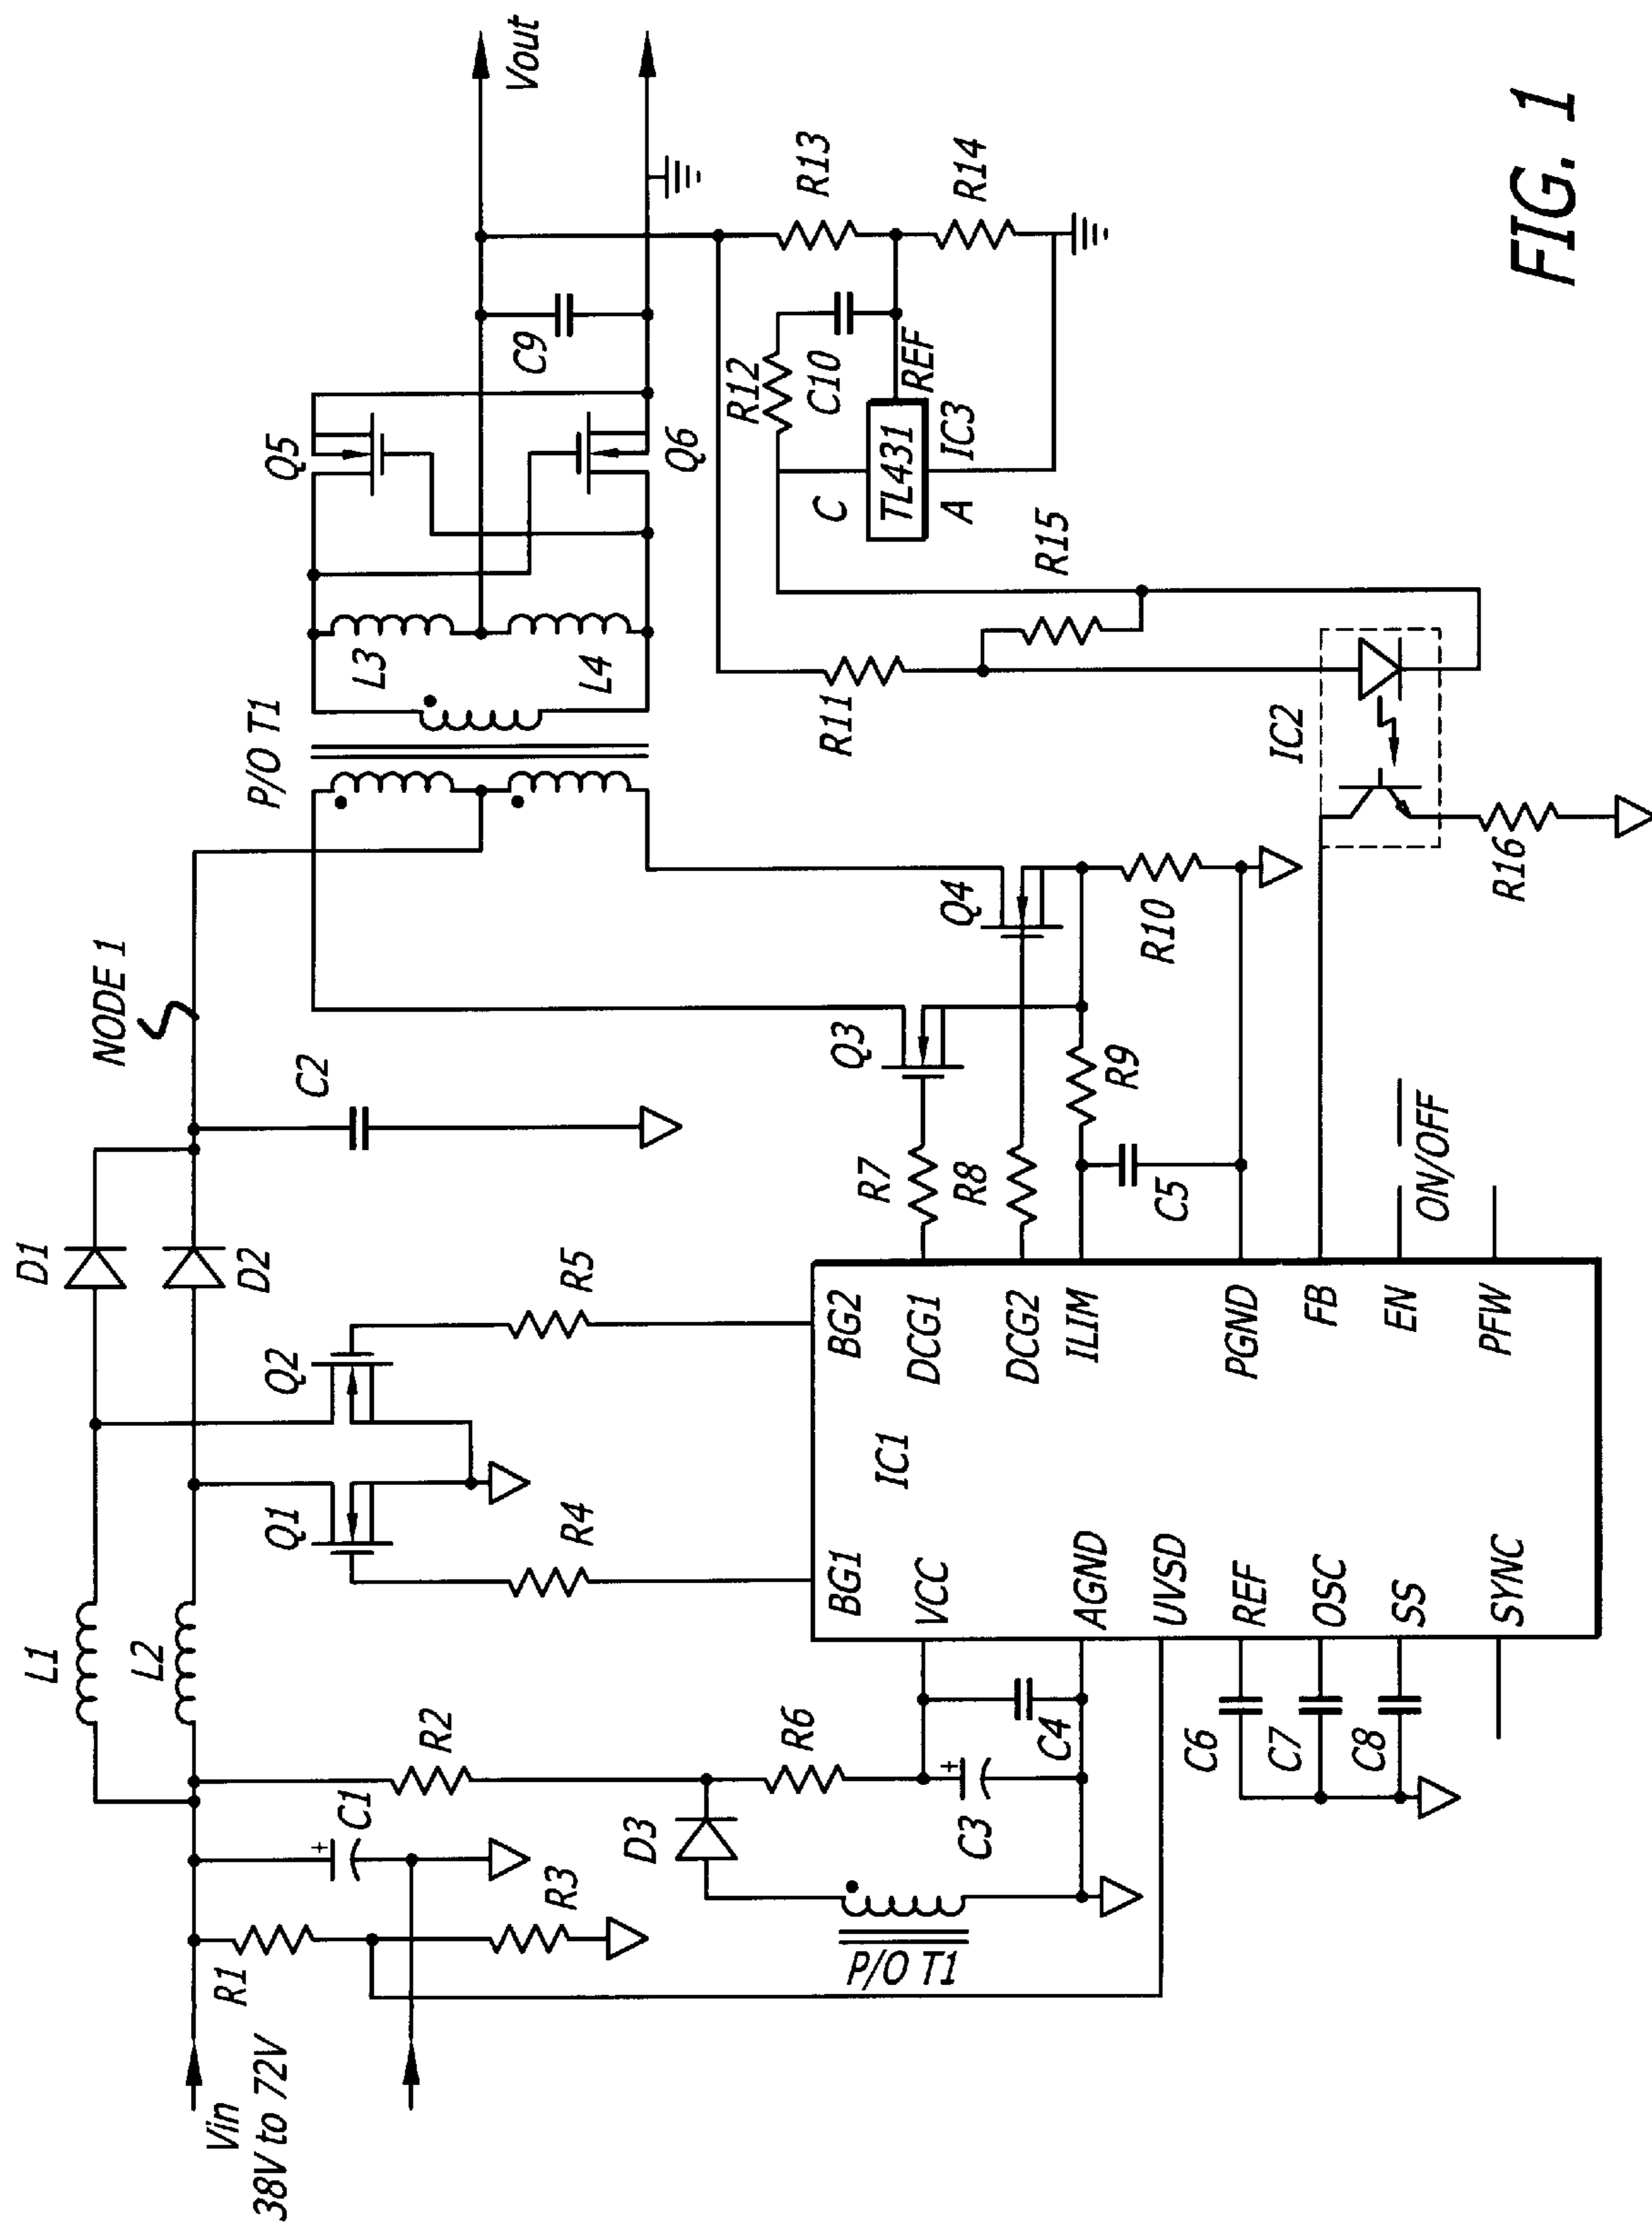 Vin
38V to 72V
R1
C1
R3
L1
L2
R2
D3
R6
C3
C4
P/O T1
Q1
Q2
R4
R5
D1
D2
C2
NODE 1
P/O T1
L3
L4
Q5
Q6
C9
Vout
IC1
BG1
BG2
VCC
AGND
UVSD
REF
OSC
SS
SYNC
DCG1
DCG2
ILIM
PGND
FB
EN
PFW
ON/OFF
C6
C7
C8
R7
R8
C5
R9
Q3
Q4
R10
R11
R15
IC2
R16
R12
C10
C
TL431
A
IC3
REF
R13
R14
+
+
FIG. 1